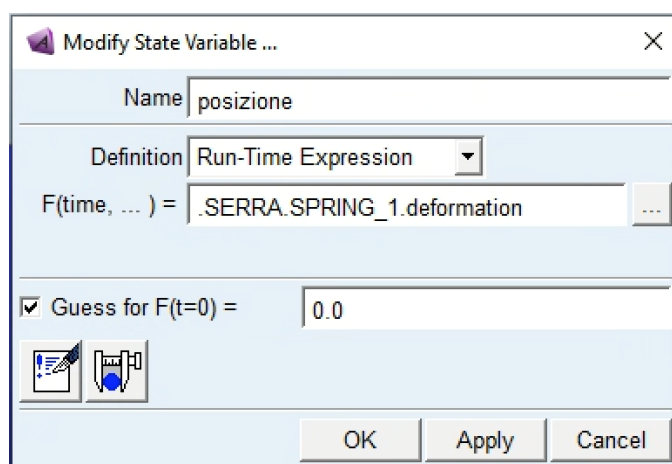 Modify State Variable ...
Name posizione
Definition Run-Time Expression
F(time, ... ) = .SERRA.SPRING_1.deformation ...
Guess for F(t=0) = 0.0
OK Apply Cancel